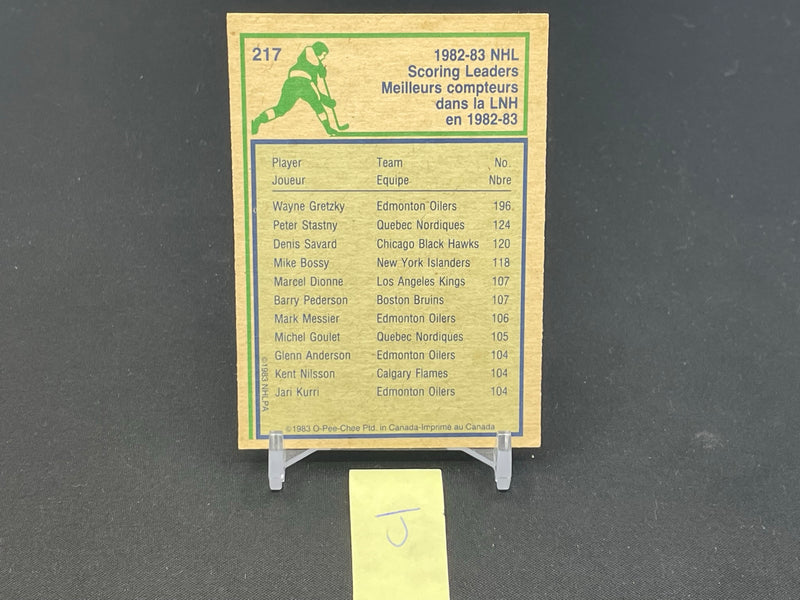 217
1982-83 NHL
Scoring Leaders
Meilleurs compteurs
dans la LNH
en 1982-83
Player Team No.
Joueur Equipe Nbre
Wayne Gretzky Edmonton Oilers 196
Peter Stastny Quebec Nordiques 124
Denis Savard Chicago Black Hawks 120
Mike Bossy New York Islanders 118
Marcel Dionne Los Angeles Kings 107
Barry Pederson Boston Bruins 107
Mark Messier Edmonton Oilers 106
Michel Goulet Quebec Nordiques 105
Glenn Anderson Edmonton Oilers 104
Kent Nilsson Calgary Flames 104
Jari Kurri Edmonton Oilers 104
©1983 NHLPA
©1983 O-Pee-Chee Ptd. in Canada-Imprimé au Canada